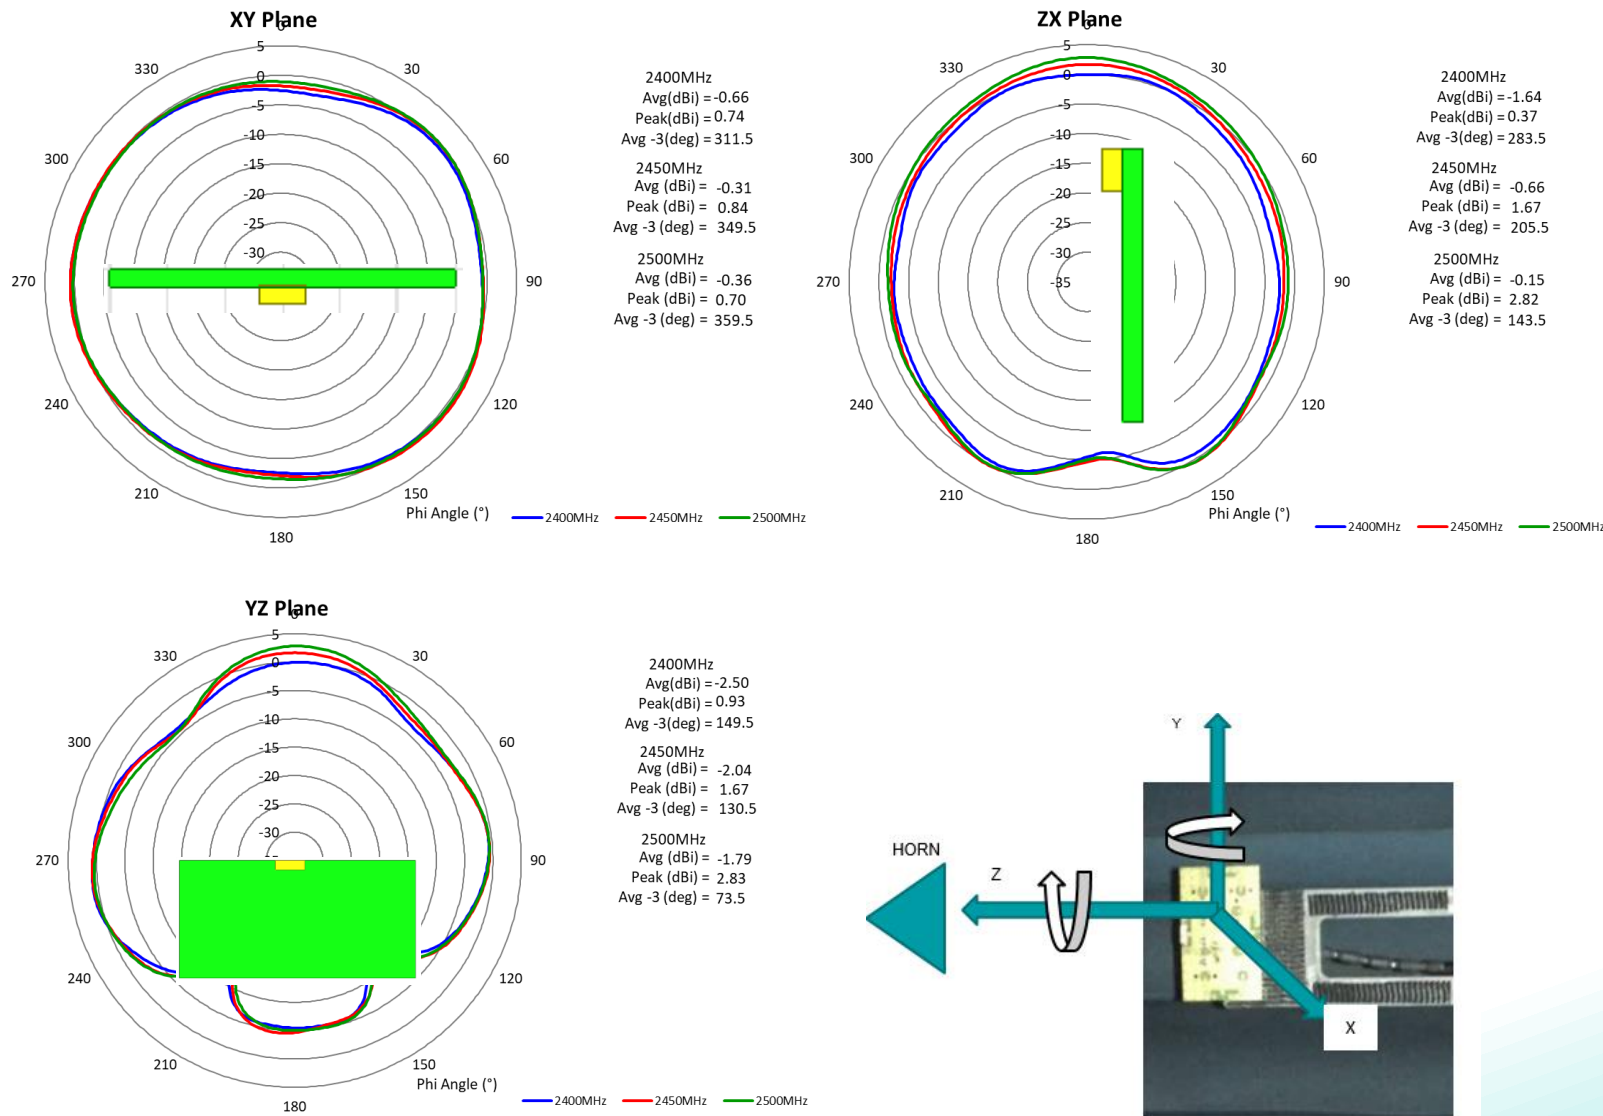 XY Plane
0
5
0
-5
-10
-15
-20
-25
-30
330
30
300
60
270
90
240
120
210
150
180
Phi Angle (°)
2400MHz 2450MHz 2500MHz
2400MHz
Avg(dBi) =-0.66
Peak(dBi) = 0.74
Avg -3(deg) = 311.5
2450MHz
Avg (dBi) = -0.31
Peak (dBi) = 0.84
Avg -3 (deg) = 349.5
2500MHz
Avg (dBi) = -0.36
Peak (dBi) = 0.70
Avg -3 (deg) = 359.5
ZX Plane
5
0
-5
-10
-15
-20
-25
-30
-35
330
30
300
60
270
90
240
120
210
150
180
Phi Angle (°)
2400MHz 2450MHz 2500MHz
2400MHz
Avg(dBi) =-1.64
Peak(dBi) =0.37
Avg -3(deg) = 283.5
2450MHz
Avg (dBi) = -0.66
Peak (dBi) = 1.67
Avg -3 (deg) = 205.5
2500MHz
Avg (dBi) = -0.15
Peak (dBi) = 2.82
Avg -3 (deg) = 143.5
YZ Plane
5
0
-5
-10
-15
-20
-25
-30
330
30
300
60
270
90
240
120
210
150
180
Phi Angle (°)
2400MHz 2450MHz 2500MHz
2400MHz
Avg(dBi) =-2.50
Peak(dBi) = 0.93
Avg -3(deg) = 149.5
2450MHz
Avg (dBi) = -2.04
Peak (dBi) = 1.67
Avg -3 (deg) = 130.5
2500MHz
Avg (dBi) = -1.79
Peak (dBi) = 2.83
Avg -3 (deg) = 73.5
Y
HORN
Z
X